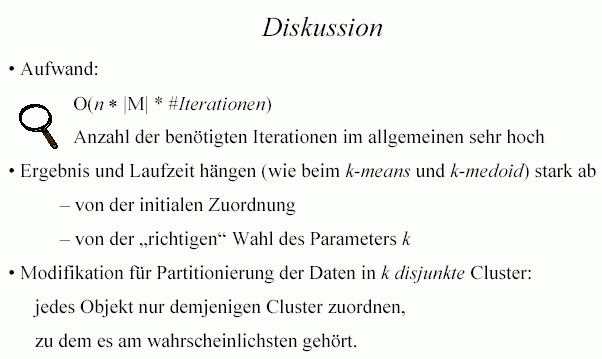 Diskussion
• Aufwand:
O(n * |M| * #Iterationen)
Anzahl der benötigten Iterationen im allgemeinen sehr hoch
• Ergebnis und Laufzeit hängen (wie beim k-means und k-medoid) stark ab
– von der initialen Zuordnung
– von der „richtigen“ Wahl des Parameters k
• Modifikation für Partitionierung der Daten in k disjunkte Cluster:
jedes Objekt nur demjenigen Cluster zuordnen,
zu dem es am wahrscheinlichsten gehört.